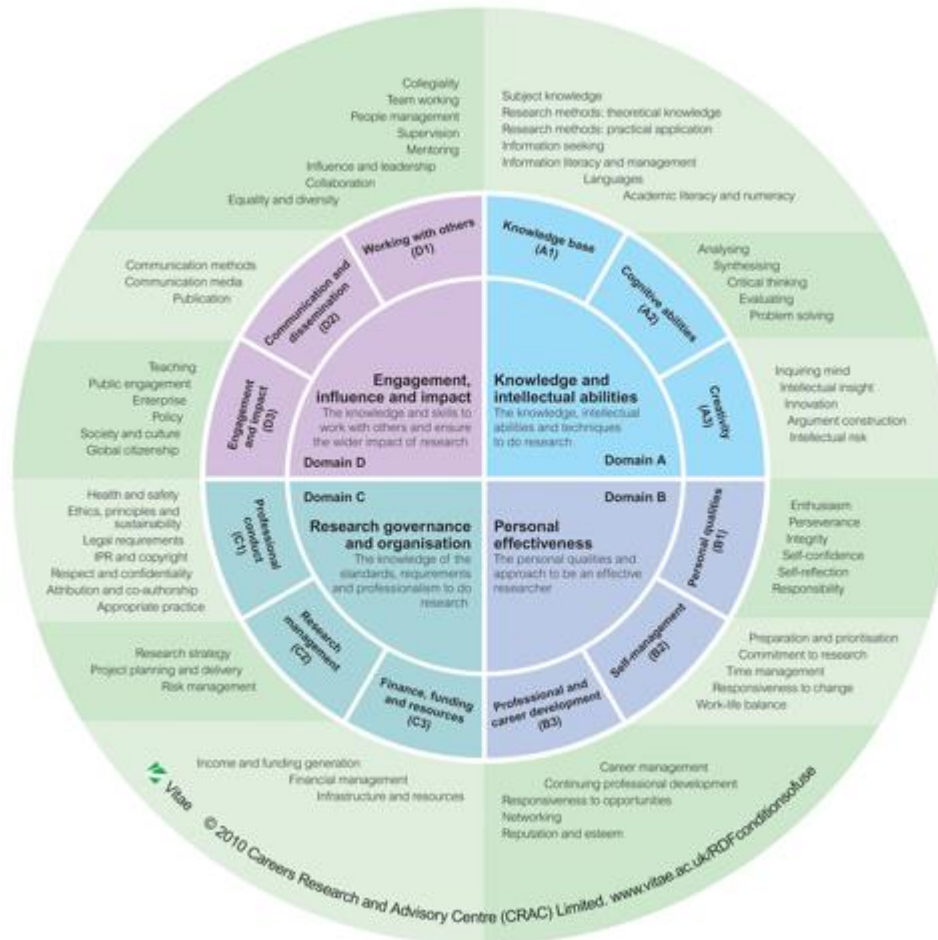 Collegiality
Team working
People management
Supervision
Mentoring
Influence and leadership
Collaboration
Equality and diversity
Subject knowledge
Research methods: theoretical knowledge
Research methods: practical application
Information seeking
Information literacy and management
Languages
Academic literacy and numeracy
Working with others
(D1)
Knowledge base
(A1)
Communication methods
Communication media
Publication
Communication and
dissemination
(D2)
Cognitive abilities
(A2)
Analysing
Synthesising
Critical thinking
Evaluating
Problem solving
Teaching
Public engagement
Enterprise
Policy
Society and culture
Global citizenship
Engagement
and impact
(D3)
Engagement,
influence and impact
The knowledge and skills to
work with others and ensure
the wider impact of research
Domain D
Knowledge and
intellectual abilities
The knowledge, intellectual
abilities and techniques
to do research
Domain A
Creativity
(A3)
Inquiring mind
Intellectual insight
Innovation
Argument construction
Intellectual risk
Health and safety
Ethics, principles and
sustainability
Legal requirements
IPR and copyright
Respect and confidentiality
Attribution and co-authorship
Appropriate practice
Professional
conduct
(C1)
Domain C
Research governance
and organisation
The knowledge of the
standards, requirements
and professionalism to do
research
Domain B
Personal
effectiveness
The personal qualities and
approach to be an effective
researcher
Personal qualities
(B1)
Enthusiasm
Perseverance
Integrity
Self-confidence
Self-reflection
Responsibility
Research strategy
Project planning and delivery
Risk management
Research
management
(C2)
Finance, funding
and resources
(C3)
Professional and
career development
(B3)
Self-management
(B2)
Preparation and prioritisation
Commitment to research
Time management
Responsiveness to change
Work-life balance
Income and funding generation
Financial management
Infrastructure and resources
Career management
Continuing professional development
Responsiveness to opportunities
Networking
Reputation and esteem
Vitae
© 2010 Careers Research and Advisory Centre (CRAC) Limited. www.vitae.ac.uk/RDFconditionsofuse